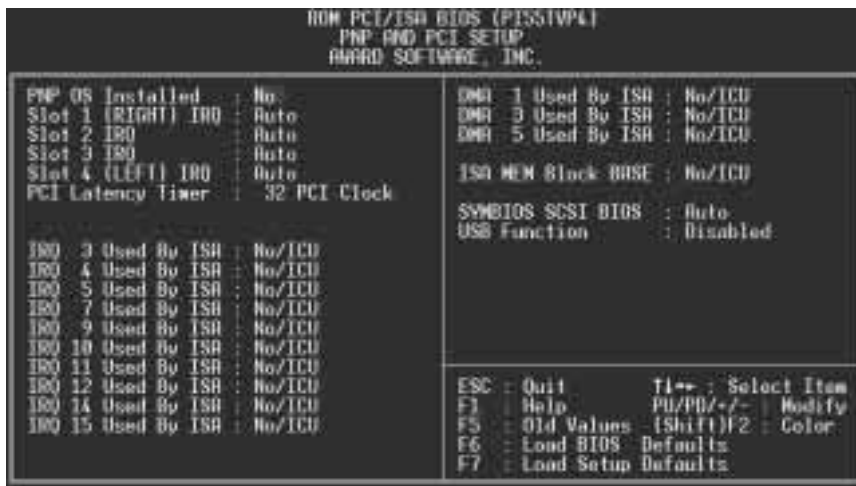 ROM PCI/ISA BIOS (PI55TVP4)
PNP AND PCI SETUP
AWARD SOFTWARE, INC.
PNP OS Installed : No
Slot 1 (RIGHT) IRQ : Auto
Slot 2 IRQ : Auto
Slot 3 IRQ : Auto
Slot 4 (LEFT) IRQ : Auto
PCI Latency Timer : 32 PCI Clock
IRQ 3 Used By ISA : No/ICU
IRQ 4 Used By ISA : No/ICU
IRQ 5 Used By ISA : No/ICU
IRQ 7 Used By ISA : No/ICU
IRQ 9 Used By ISA : No/ICU
IRQ 10 Used By ISA : No/ICU
IRQ 11 Used By ISA : No/ICU
IRQ 12 Used By ISA : No/ICU
IRQ 14 Used By ISA : No/ICU
IRQ 15 Used By ISA : No/ICU
DMA 1 Used By ISA : No/ICU
DMA 3 Used By ISA : No/ICU
DMA 5 Used By ISA : No/ICU
ISA MEM Block BASE : No/ICU
SYMBIOS SCSI BIOS : Auto
USB Function : Disabled
ESC : Quit ↑↓→← : Select Item
F1 : Help PU/PD/+/- : Modify
F5 : Old Values (Shift)F2 : Color
F6 : Load BIOS Defaults
F7 : Load Setup Defaults